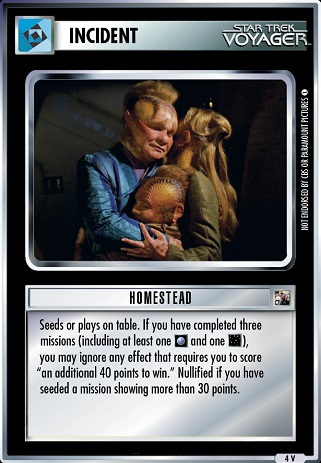 INCIDENT
STAR TREK
VOYAGER
NOT ENDORSED BY CBS OR PARAMOUNT PICTURES
HOMESTEAD
Seeds or plays on table. If you have completed three
missions (including at least one and one ),
you may ignore any effect that requires you to score
“an additional 40 points to win.” Nullified if you have
seeded a mission showing more than 30 points.
4 V